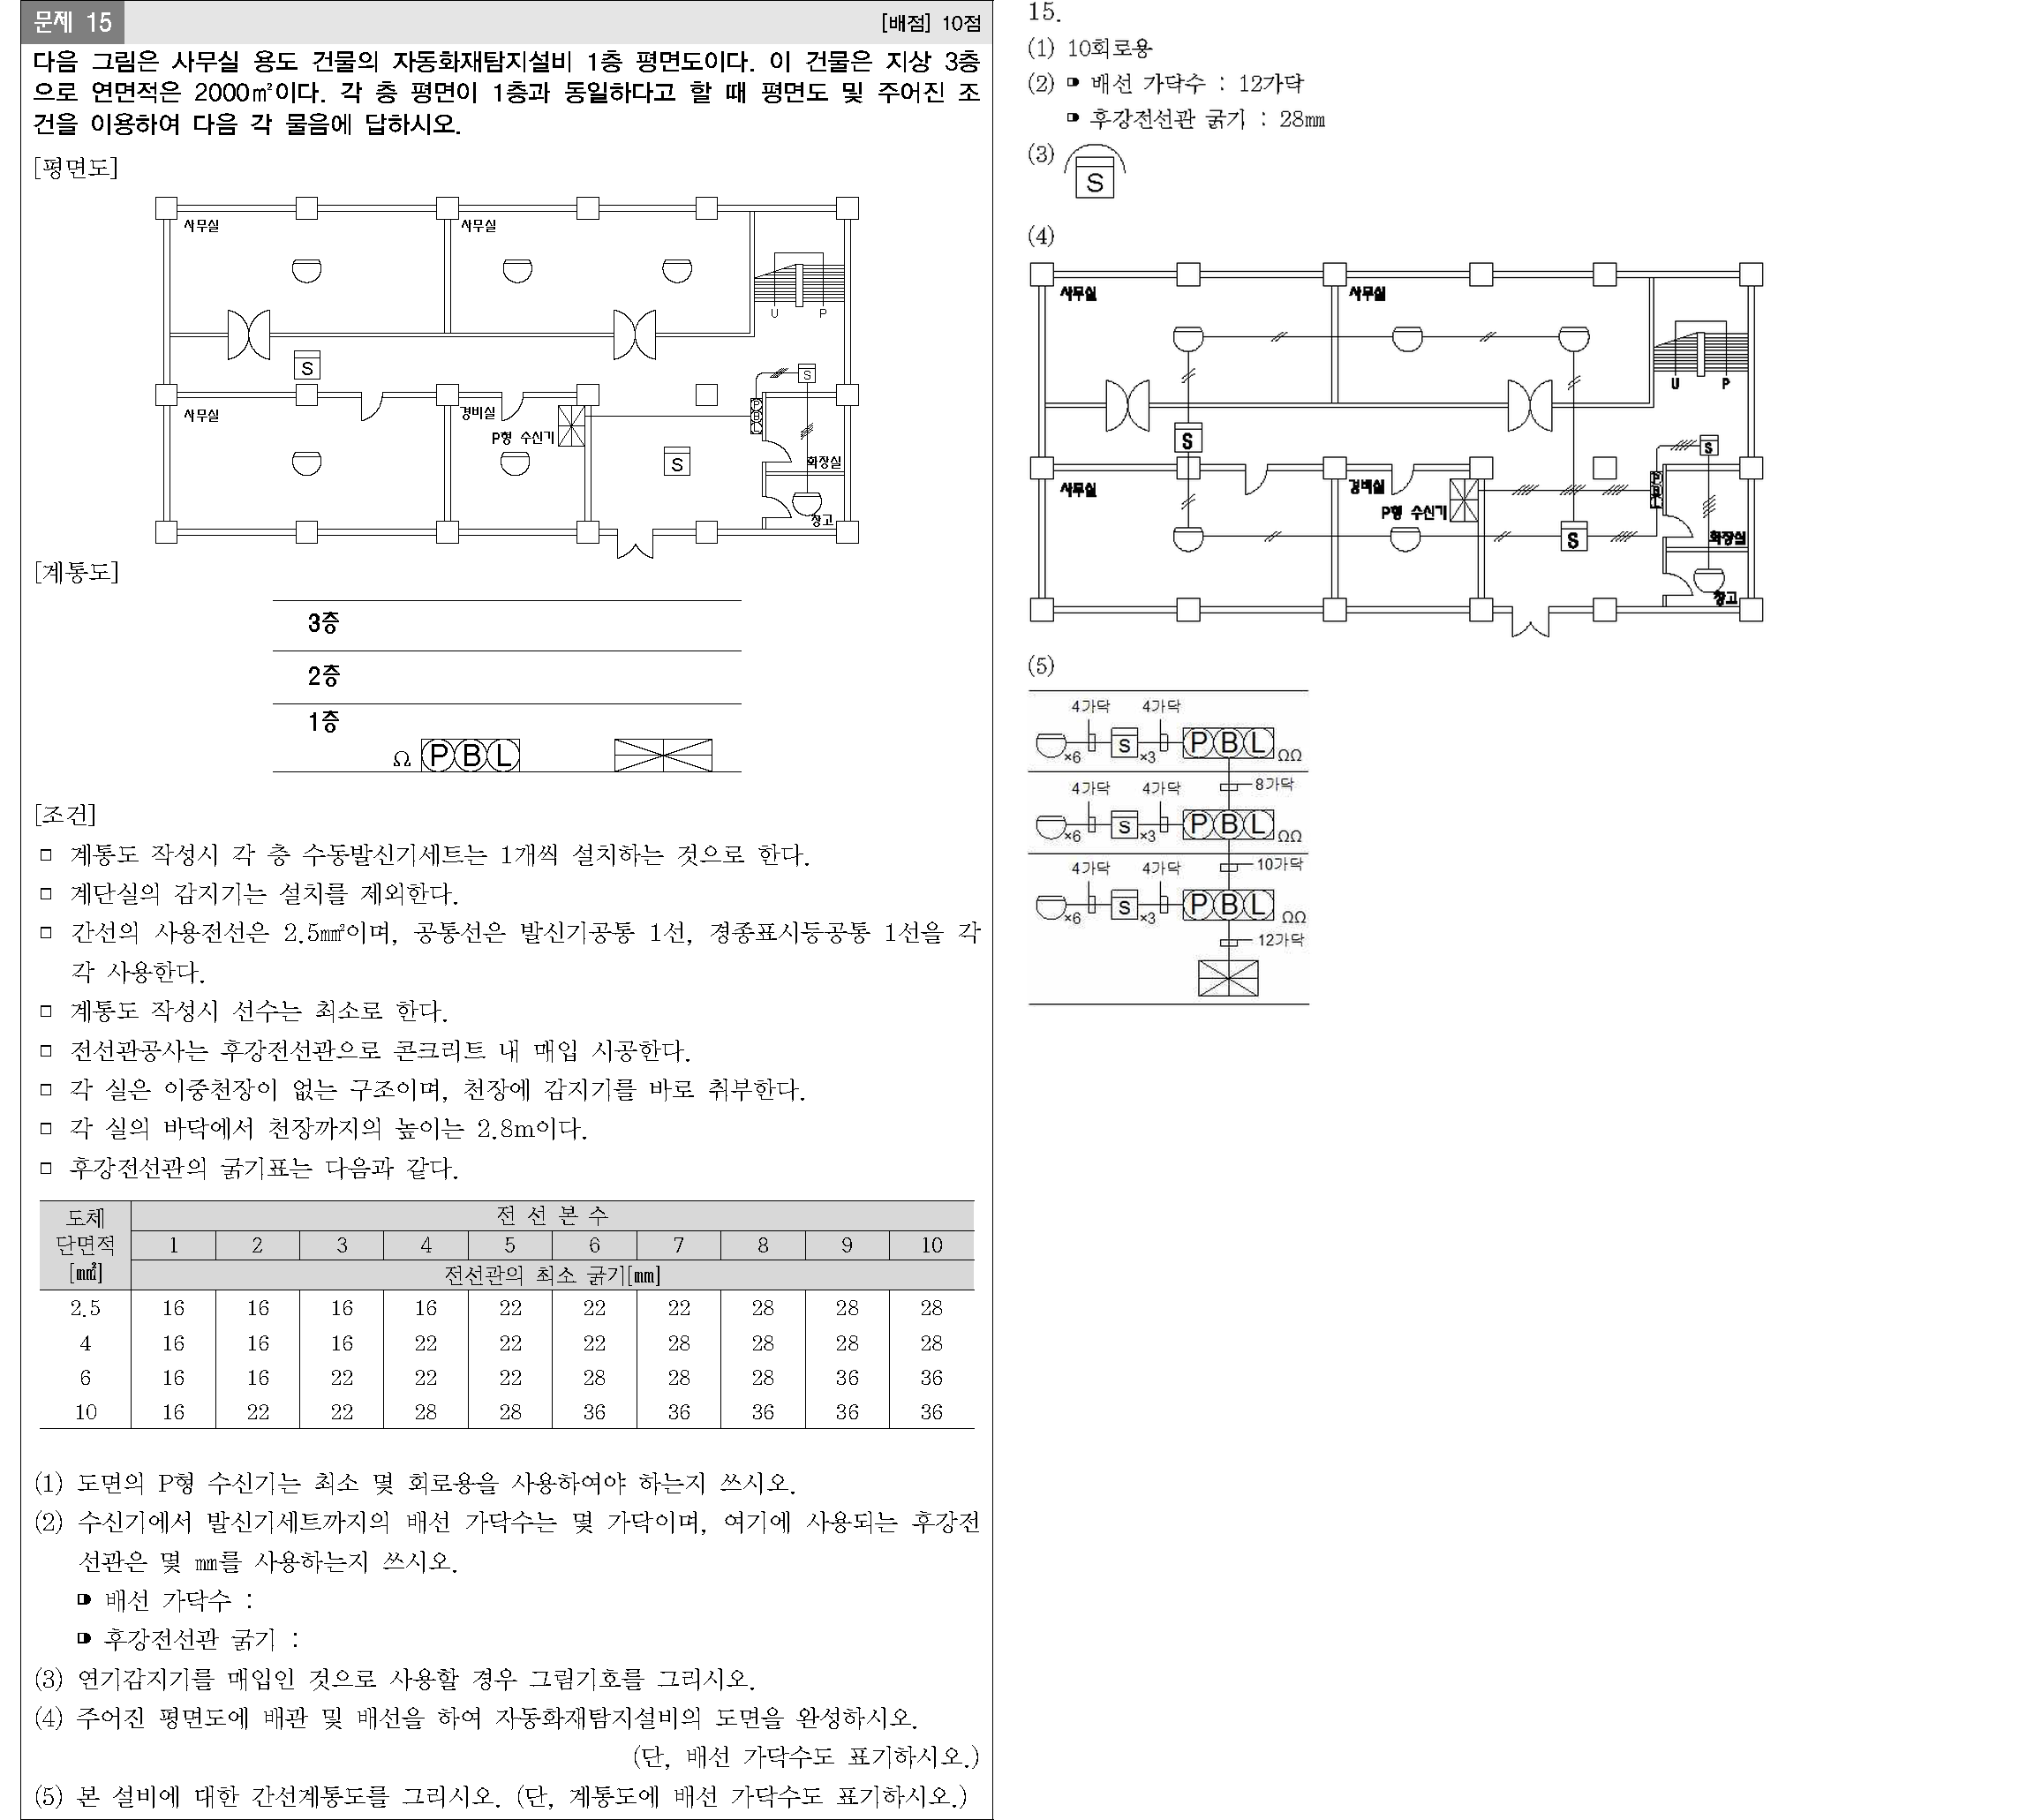 문제 15
[배점] 10점
다음 그림은 사무실 용도 건물의 자동화재탐지설비 1층 평면도이다. 이 건물은 지상 3층
으로 연면적은 2000㎡이다. 각 층 평면이 1층과 동일하다고 할 때 평면도 및 주어진 조
건을 이용하여 다음 각 물음에 답하시오.
[평면도]
사무실
사무실
U P
S
S
사무실
경비실
P형 수신기
P B L
S
화장실
창고
[계통도]
3층
2층
1층
Ω P B L
[조건]
□ 계통도 작성시 각 층 수동발신기세트는 1개씩 설치하는 것으로 한다.
□ 계단실의 감지기는 설치를 제외한다.
□ 간선의 사용전선은 2.5㎟이며, 공통선은 발신기공통 1선, 경종표시등공통 1선을 각
각 사용한다.
□ 계통도 작성시 선수는 최소로 한다.
□ 전선관공사는 후강전선관으로 콘크리트 내 매입 시공한다.
□ 각 실은 이중천장이 없는 구조이며, 천장에 감지기를 바로 취부한다.
□ 각 실의 바닥에서 천장까지의 높이는 2.8m이다.
□ 후강전선관의 굵기표는 다음과 같다.
도체 단면적 [㎟]
전 선 본 수
1 2 3 4 5 6 7 8 9 10
전선관의 최소 굵기[㎜]
2.5 16 16 16 16 22 22 22 28 28 28
4 16 16 16 22 22 22 28 28 28 28
6 16 16 22 22 22 28 28 28 36 36
10 16 22 22 28 28 36 36 36 36 36
(1) 도면의 P형 수신기는 최소 몇 회로용을 사용하여야 하는지 쓰시오.
(2) 수신기에서 발신기세트까지의 배선 가닥수는 몇 가닥이며, 여기에 사용되는 후강전
선관은 몇 ㎜를 사용하는지 쓰시오.
배선 가닥수 :
후강전선관 굵기 :
(3) 연기감지기를 매입인 것으로 사용할 경우 그림기호를 그리시오.
(4) 주어진 평면도에 배관 및 배선을 하여 자동화재탐지설비의 도면을 완성하시오.
(단, 배선 가닥수도 표기하시오.)
(5) 본 설비에 대한 간선계통도를 그리시오. (단, 계통도에 배선 가닥수도 표기하시오.)
15.
(1) 10회로용
(2) 배선 가닥수 : 12가닥
후강전선관 굵기 : 28㎜
(3) S
(4)
사무실
사무실
U P
S
S
사무실
경비실
P형 수신기
P B L
S
화장실
창고
(5)
4가닥 4가닥
×6 S ×3 P B L ΩΩ
8가닥
4가닥 4가닥
×6 S ×3 P B L ΩΩ
10가닥
4가닥 4가닥
×6 S ×3 P B L ΩΩ
12가닥